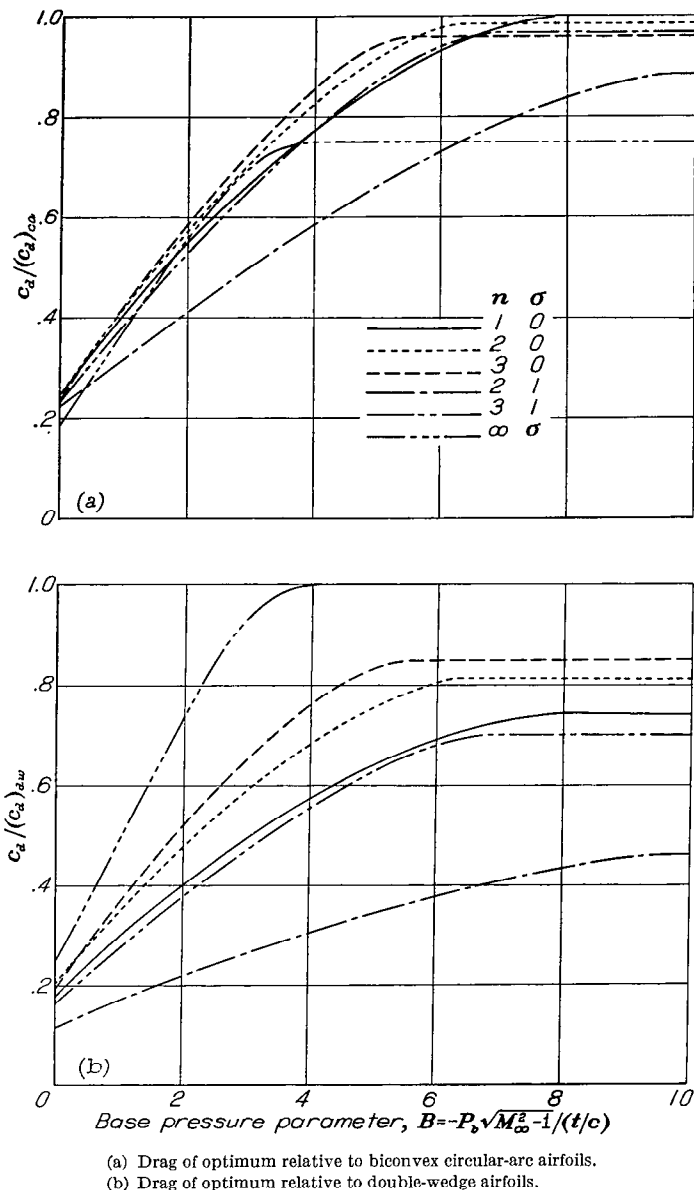 1.0
.8
.6
.4
.2
0
c_d/(c_d)_ca
n σ
1 0
2 0
3 0
2 1
3 1
∞ σ
(a)
1.0
.8
.6
.4
.2
0
c_d/(c_d)_dw
(b)
0 2 4 6 8 10
Base pressure parameter, B=-P_b√M_∞^2-1/(t/c)
(a) Drag of optimum relative to biconvex circular-arc airfoils.
(b) Drag of optimum relative to double-wedge airfoils.